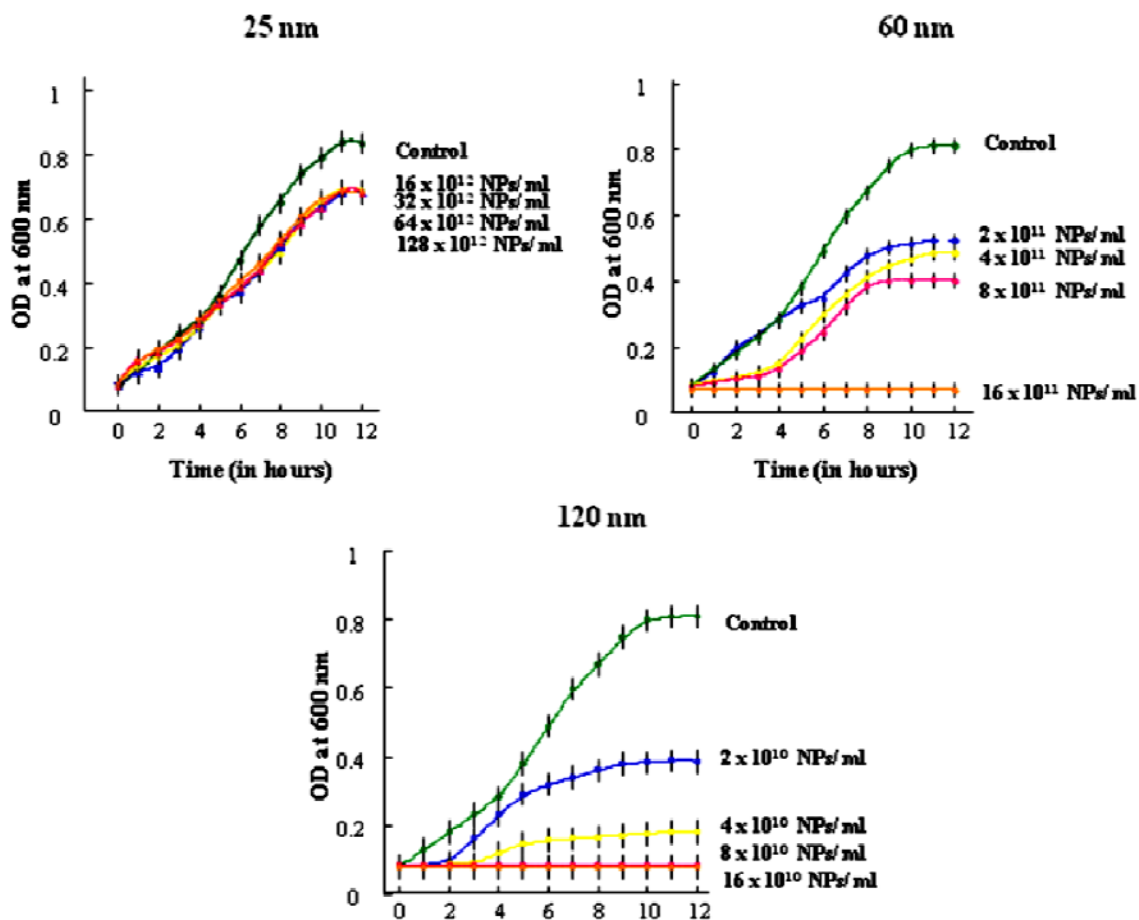 25 nm
1
0.8
0.6
0.4
0.2
0
OD at 600 nm
0 2 4 6 8 10 12
Time (in hours)
Control
16 x 10¹² NPs/ml
32 x 10¹² NPs/ml
64 x 10¹² NPs/ml
128 x 10¹² NPs/ml
60 nm
1
0.8
0.6
0.4
0.2
0
OD at 600 nm
0 2 4 6 8 10 12
Time (in hours)
Control
2 x 10¹¹ NPs/ml
4 x 10¹¹ NPs/ml
8 x 10¹¹ NPs/ml
16 x 10¹¹ NPs/ml
120 nm
1
0.8
0.6
0.4
0.2
0
OD at 600 nm
0 2 4 6 8 10 12
Control
2 x 10¹⁰ NPs/ml
4 x 10¹⁰ NPs/ml
8 x 10¹⁰ NPs/ml
16 x 10¹⁰ NPs/ml